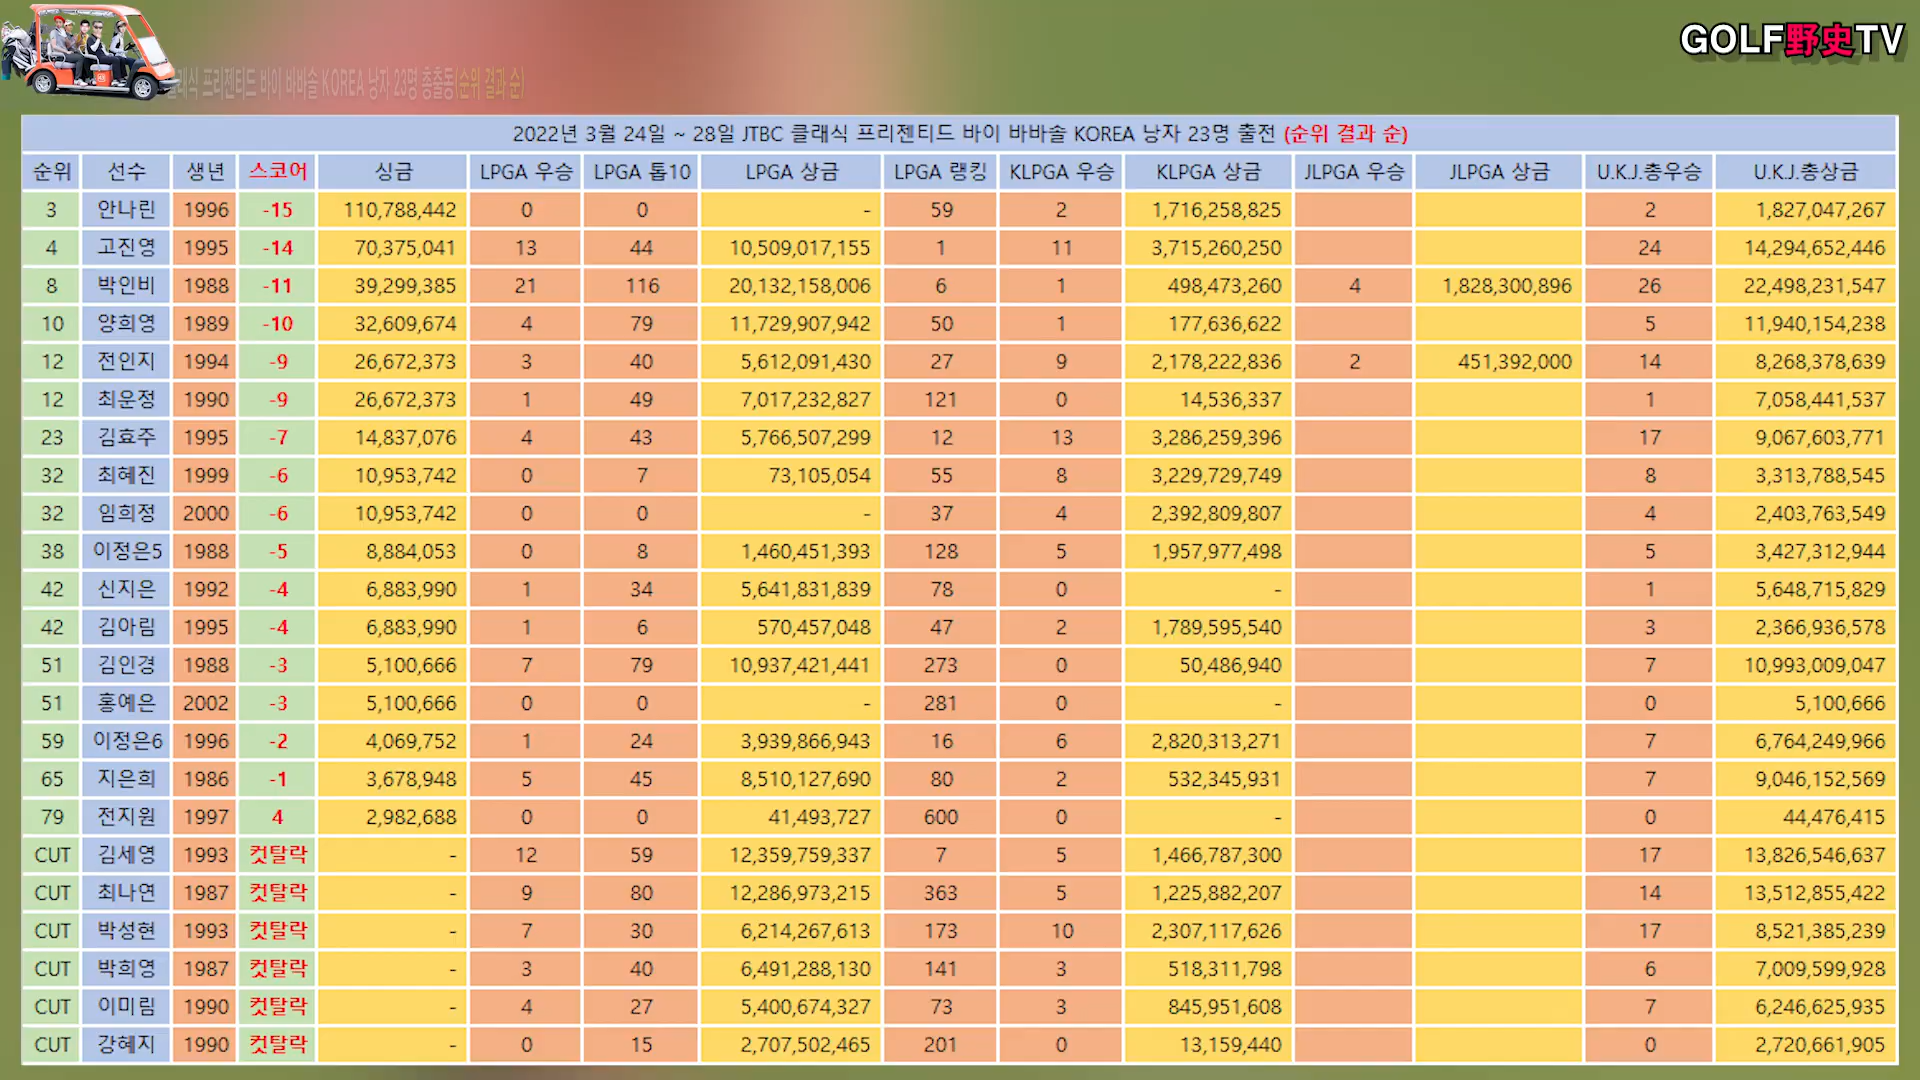 GOLF野史TV
래식 프리젠티드 바이 바바솔 KOREA 낭자 23명 총출동(순위 결과 순)
2022년 3월 24일 ~ 28일 JTBC 클래식 프리젠티드 바이 바바솔 KOREA 낭자 23명 출전 (순위 결과 순)
순위 선수 생년 스코어 싱금 LPGA 우승 LPGA 톱10 LPGA 상금 LPGA 랭킹 KLPGA 우승 KLPGA 상금 JLPGA 우승 JLPGA 상금 U.K.J.총우승 U.K.J.총상금
3 안나린 1996 -15 110,788,442 0 0 - 59 2 1,716,258,825 2 1,827,047,267
4 고진영 1995 -14 70,375,041 13 44 10,509,017,155 1 11 3,715,260,250 24 14,294,652,446
8 박인비 1988 -11 39,299,385 21 116 20,132,158,006 6 1 498,473,260 4 1,828,300,896 26 22,498,231,547
10 양희영 1989 -10 32,609,674 4 79 11,729,907,942 50 1 177,636,622 5 11,940,154,238
12 전인지 1994 -9 26,672,373 3 40 5,612,091,430 27 9 2,178,222,836 2 451,392,000 14 8,268,378,639
12 최운정 1990 -9 26,672,373 1 49 7,017,232,827 121 0 14,536,337 1 7,058,441,537
23 김효주 1995 -7 14,837,076 4 43 5,766,507,299 12 13 3,286,259,396 17 9,067,603,771
32 최혜진 1999 -6 10,953,742 0 7 73,105,054 55 8 3,229,729,749 8 3,313,788,545
32 임희정 2000 -6 10,953,742 0 0 - 37 4 2,392,809,807 4 2,403,763,549
38 이정은5 1988 -5 8,884,053 0 8 1,460,451,393 128 5 1,957,977,498 5 3,427,312,944
42 신지은 1992 -4 6,883,990 1 34 5,641,831,839 78 0 - 1 5,648,715,829
42 김아림 1995 -4 6,883,990 1 6 570,457,048 47 2 1,789,595,540 3 2,366,936,578
51 김인경 1988 -3 5,100,666 7 79 10,937,421,441 273 0 50,486,940 7 10,993,009,047
51 홍예은 2002 -3 5,100,666 0 0 - 281 0 - 0 5,100,666
59 이정은6 1996 -2 4,069,752 1 24 3,939,866,943 16 6 2,820,313,271 7 6,764,249,966
65 지은희 1986 -1 3,678,948 5 45 8,510,127,690 80 2 532,345,931 7 9,046,152,569
79 전지원 1997 4 2,982,688 0 0 41,493,727 600 0 - 0 44,476,415
CUT 김세영 1993 컷탈락 - 12 59 12,359,759,337 7 5 1,466,787,300 17 13,826,546,637
CUT 최나연 1987 컷탈락 - 9 80 12,286,973,215 363 5 1,225,882,207 14 13,512,855,422
CUT 박성현 1993 컷탈락 - 7 30 6,214,267,613 173 10 2,307,117,626 17 8,521,385,239
CUT 박희영 1987 컷탈락 - 3 40 6,491,288,130 141 3 518,311,798 6 7,009,599,928
CUT 이미림 1990 컷탈락 - 4 27 5,400,674,327 73 3 845,951,608 7 6,246,625,935
CUT 강혜지 1990 컷탈락 - 0 15 2,707,502,465 201 0 13,159,440 0 2,720,661,905